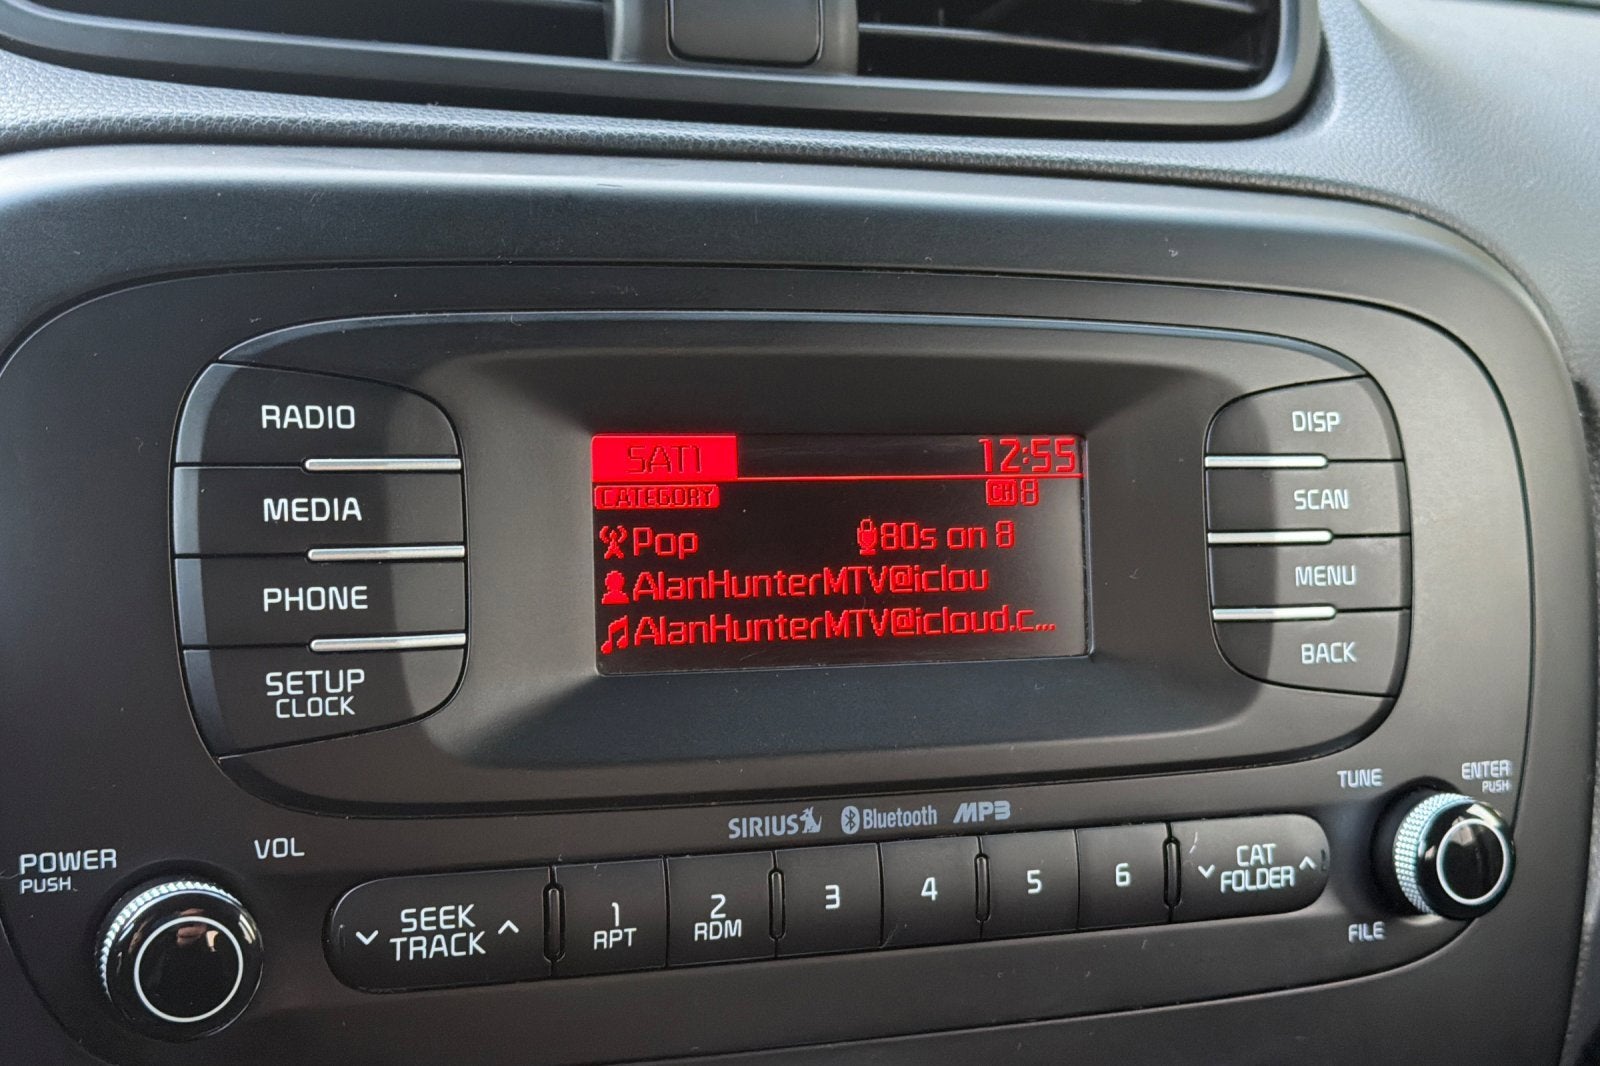 RADIO
MEDIA
PHONE
SETUP
CLOCK
SAT1 12:55
CATEGORY CH 8
Pop 80s on 8
AlanHunterMTV@iclou
AlanHunterMTV@icloud.c...
DISP
SCAN
MENU
BACK
SIRIUS Bluetooth MP3
POWER
PUSH
VOL
SEEK
TRACK
1
RPT
2
RDM
3
4
5
6
CAT
FOLDER
TUNE
ENTER
PUSH
FILE